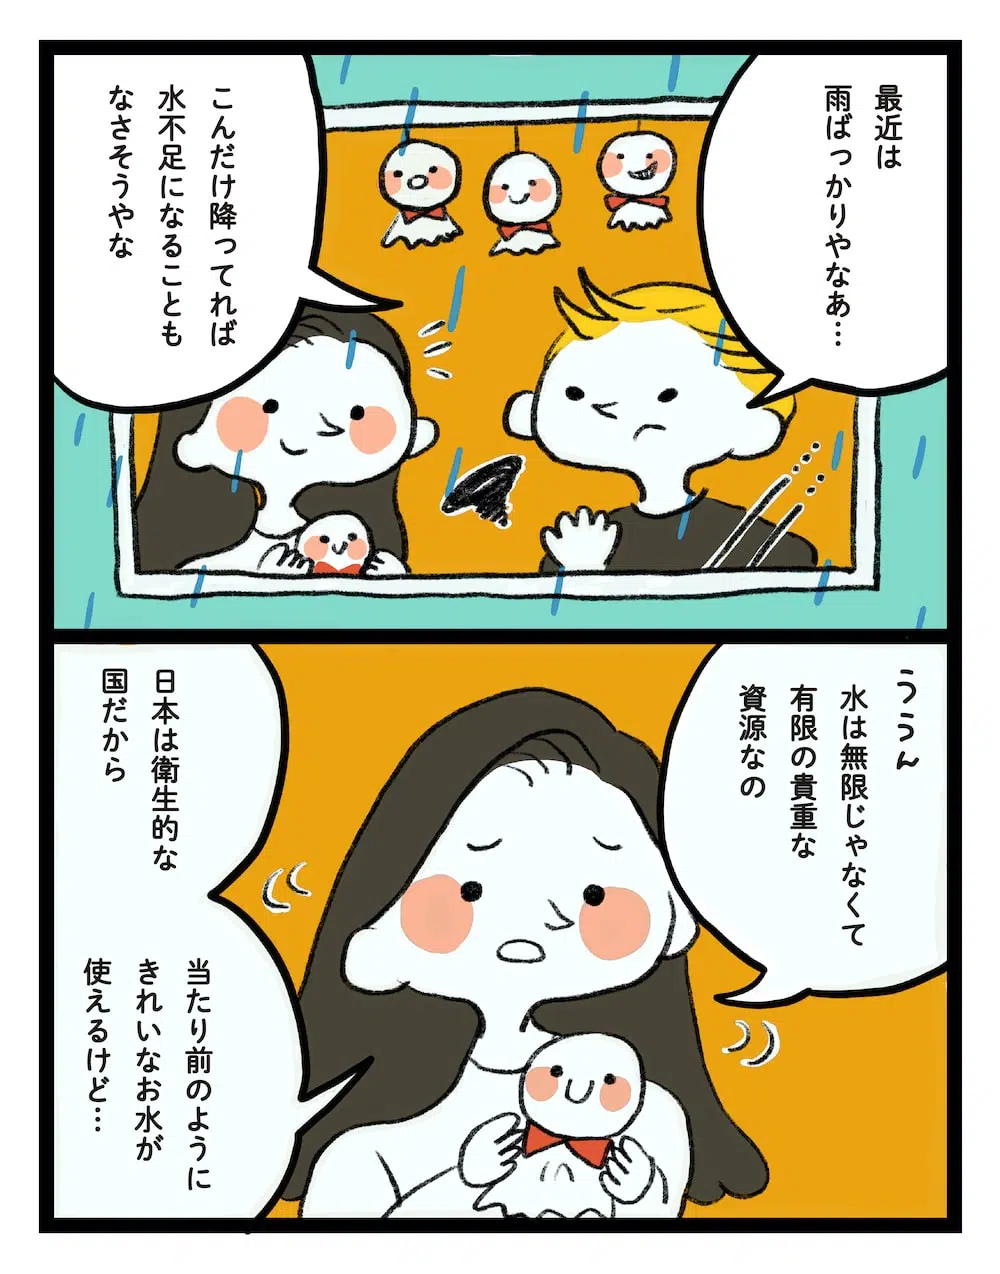 最近は
雨ばっかりやなあ…
こんだけ降ってれば
水不足になることも
なさそうやな
ううん
水は無限じゃなくて
有限の貴重な
資源なの
日本は衛生的な
国だから
当たり前のように
きれいなお水が
使えるけど…